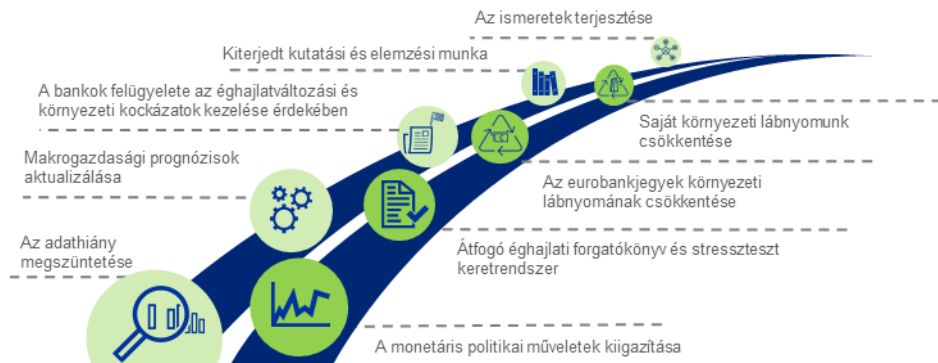 Az ismeretek terjesztése
Kiterjedt kutatási és elemzési munka
A bankok felügyelete az éghajlatváltozási és
környezeti kockázatok kezelése érdekében
Saját környezeti lábnyomunk
csökkentése
Makrogazdasági prognózisok
aktualizálása
Az eurobankjegyek környezeti
lábnyomának csökkentése
Az adathiány
megszüntetése
Átfogó éghajlati forgatókönyv és stresszteszt
keretrendszer
A monetáris politikai műveletek kiigazítása